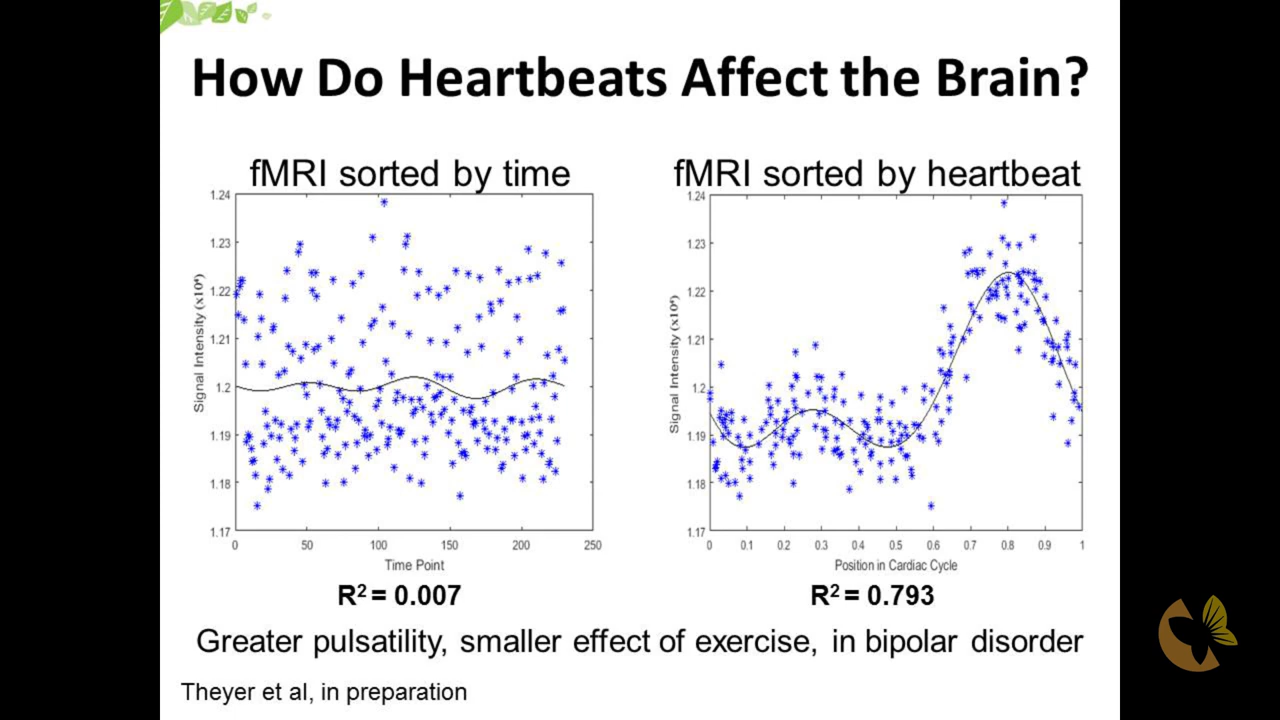 How Do Heartbeats Affect the Brain?
fMRI sorted by time
fMRI sorted by heartbeat
1.24
1.23
1.22
1.21
1.2
1.19
1.18
1.17
Signal Intensity (x10⁴)
0 50 100 150 200 250
Time Point
1.24
1.23
1.22
1.21
1.2
1.19
1.18
1.17
Signal Intensity (x10⁴)
0 0.1 0.2 0.3 0.4 0.5 0.6 0.7 0.8 0.9 1
Position in Cardiac Cycle
R² = 0.007
R² = 0.793
Greater pulsatility, smaller effect of exercise, in bipolar disorder
Theyer et al, in preparation